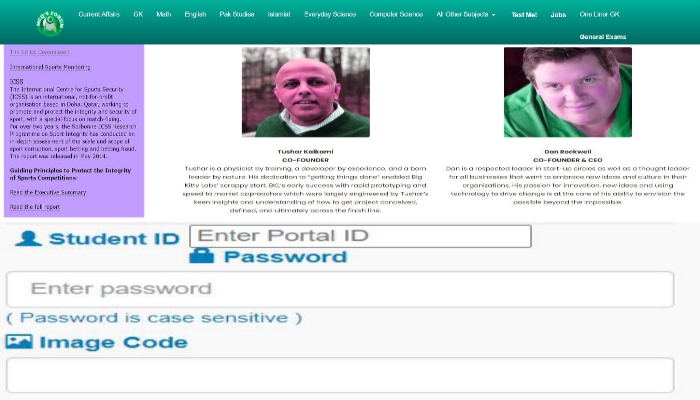 MCQ'S FORUM
Current Affairs GK Math English Pak Studies Islamiat Everyday Science Computer Science All Other Subjects Test Me! Jobs One Liner GK
General Exams
The Ethics Commission
International Sports Monitoring
ICSS
The International Centre for Sports Security
(ICSS) is an international, not-for-profit
organisation based in Doha, Qatar, working to
promote and protect the integrity and security of
sport, with a special focus on match-fixing.
For over two years, the Sorbonne-ICSS Research
Programme on Sport Integrity has conducted an
in-depth assessment of the scale and scope of
sport corruption, sport betting and betting fraud.
The report was released in May 2014.
Guiding Principles to Protect the Integrity
of Sports Competitions
Read the Executive Summary
Read the full report
Tushar Kalkarni
CO-FOUNDER
Tushar is a physicist by training, a developer by experience, and a born
leader by nature. His dedication to "getting things done" enabled Big
Kitty Labs' scrappy start. BKL's early success with rapid prototyping and
speed to market approaches which were largely engineered by Tushar's
keen insights and understanding of how to get project conceived,
defined, and ultimately across the finish line.
Dan Rockwell
CO-FOUNDER & CEO
Dan is a respected leader in start-up circles as well as a thought leader
for all businesses that want to embrace new ideas and culture in their
organizations. His passion for innovation, new ideas and using
technology to drive change is at the core of his ability to envision the
possible beyond the impossible.
Student ID Enter Portal ID
Password
Enter password
( Password is case sensitive )
Image Code